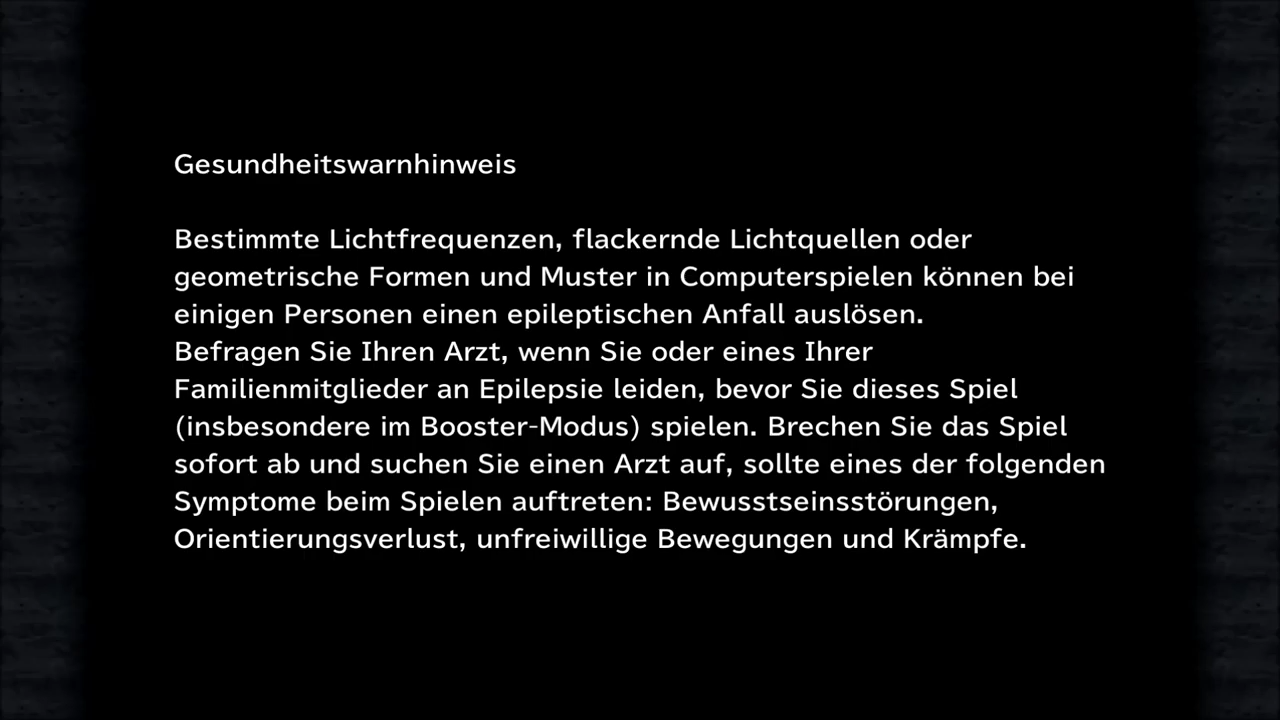 Gesundheitswarnhinweis
Bestimmte Lichtfrequenzen, flackernde Lichtquellen oder
geometrische Formen und Muster in Computerspielen können bei
einigen Personen einen epileptischen Anfall auslösen.
Befragen Sie Ihren Arzt, wenn Sie oder eines Ihrer
Familienmitglieder an Epilepsie leiden, bevor Sie dieses Spiel
(insbesondere im Booster-Modus) spielen. Brechen Sie das Spiel
sofort ab und suchen Sie einen Arzt auf, sollte eines der folgenden
Symptome beim Spielen auftreten: Bewusstseinsstörungen,
Orientierungsverlust, unfreiwillige Bewegungen und Krämpfe.